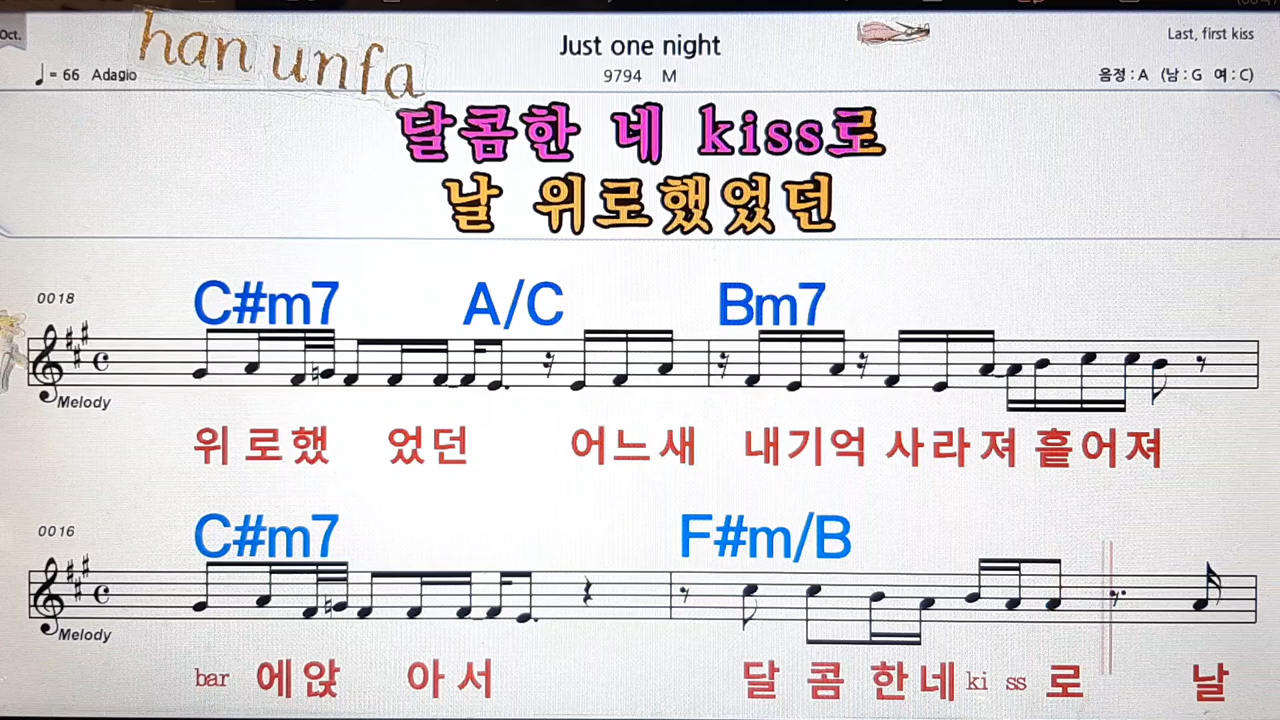 Oct.
han unfa
Just one night
Last, first kiss
♩= 66 Adagio
9794 M
음정 : A (남 : G 여 : C)
달콤한 네 kiss로
날 위로했었던
0018
C#m7 A/C Bm7
Melody
위 로 했 었 던 어 느 새 내 기 억 사 라 져 흩 어 져
0016
C#m7 F#m/B
Melody
bar 에 앉 아 서 달 콤 한 네 ki ss 로 날